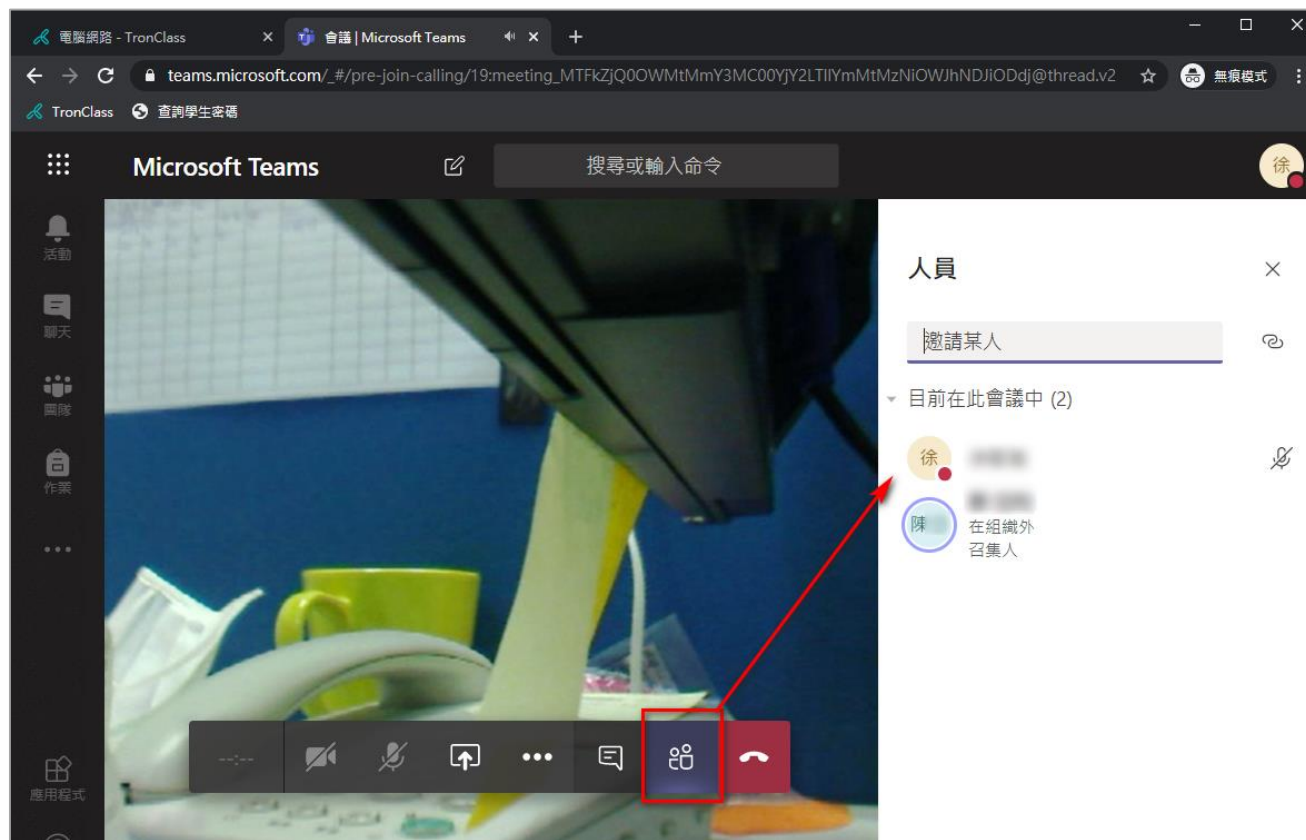 電腦網路 - TronClass
會議 | Microsoft Teams
teams.microsoft.com/_#/pre-join-calling/19:meeting_MTFkZjQ0OWMtMmY3MC00YjY2LTllYmMtMzNiOWJhNDJiODdj@thread.v2
無痕模式
TronClass
查詢學生密碼
Microsoft Teams
搜尋或輸入命令
徐
活動
聊天
團隊
作業
應用程式
--:--
人員
邀請某人
目前在此會議中 (2)
徐
陳
在組織外
召集人